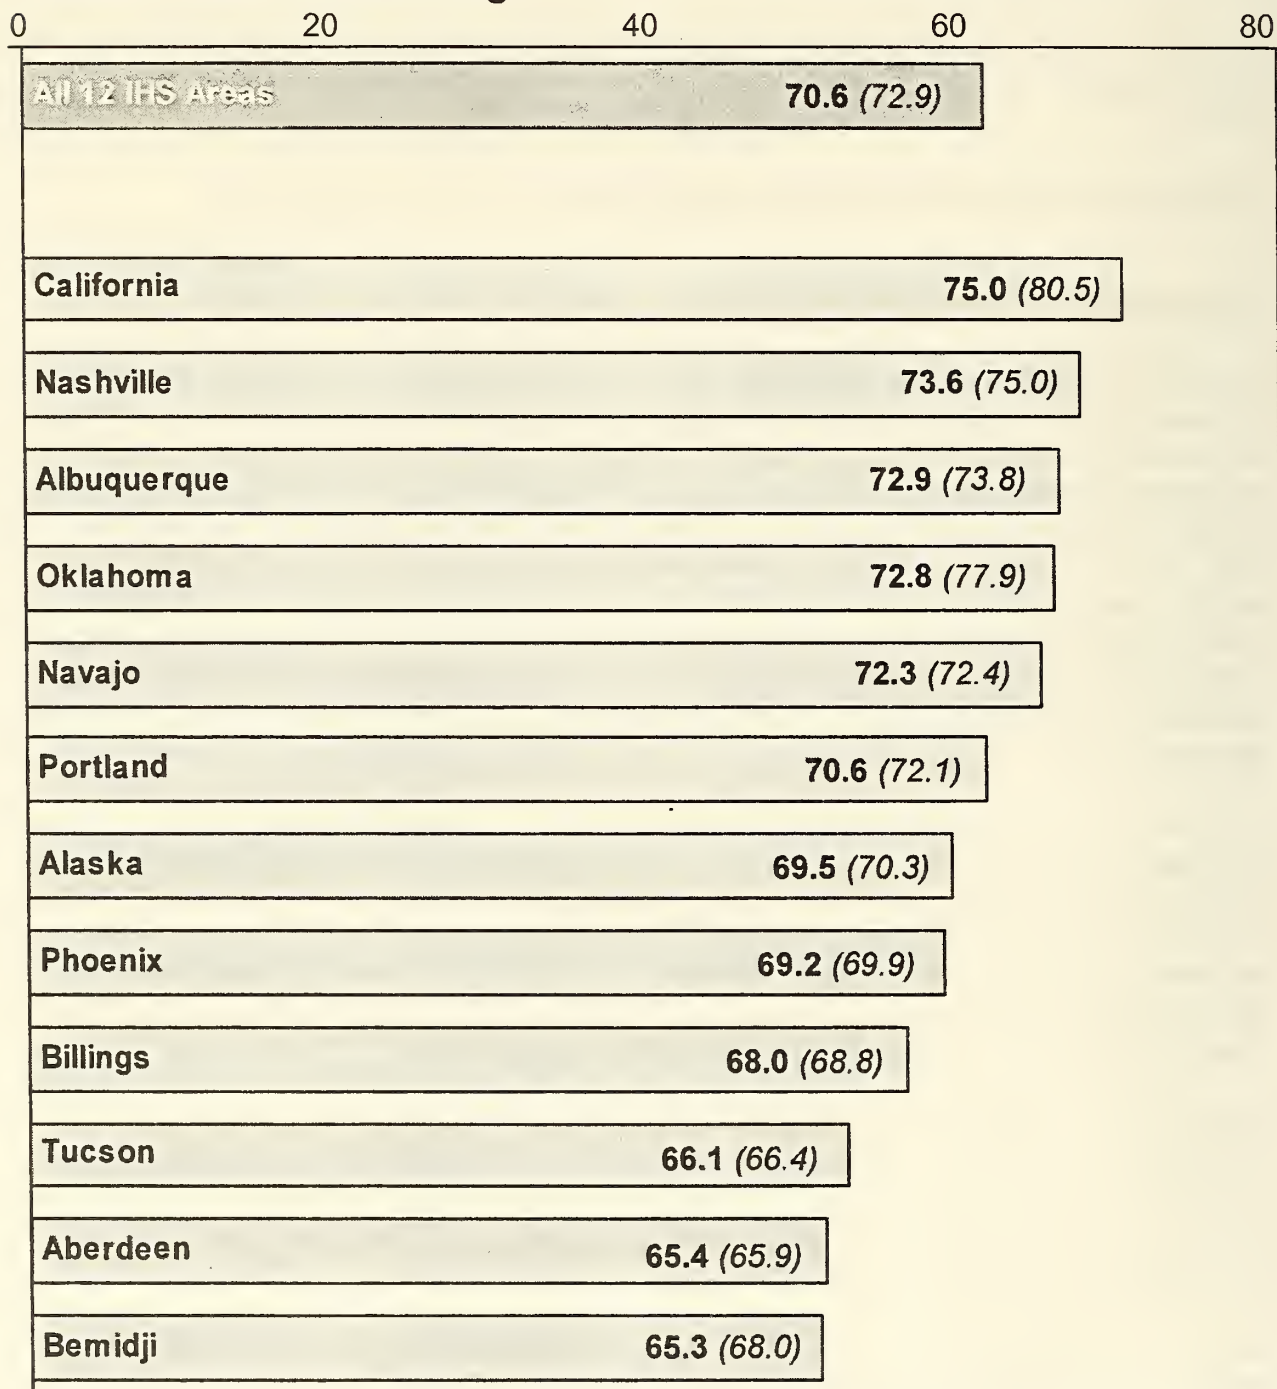 0 20 40 60 80
All 12 IHS Areas 70.6 (72.9)
California 75.0 (80.5)
Nashville 73.6 (75.0)
Albuquerque 72.9 (73.8)
Oklahoma 72.8 (77.9)
Navajo 72.3 (72.4)
Portland 70.6 (72.1)
Alaska 69.5 (70.3)
Phoenix 69.2 (69.9)
Billings 68.0 (68.8)
Tucson 66.1 (66.4)
Aberdeen 65.4 (65.9)
Bemidji 65.3 (68.0)